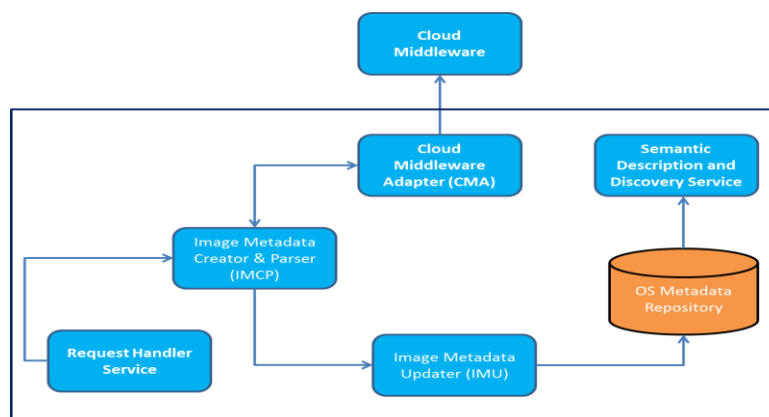 Cloud
Middleware
Cloud
Middleware
Adapter (CMA)
Semantic
Description and
Discovery Service
Image Metadata
Creator & Parser
(IMCP)
OS Metadata
Repository
Request Handler
Service
Image Metadata
Updater (IMU)